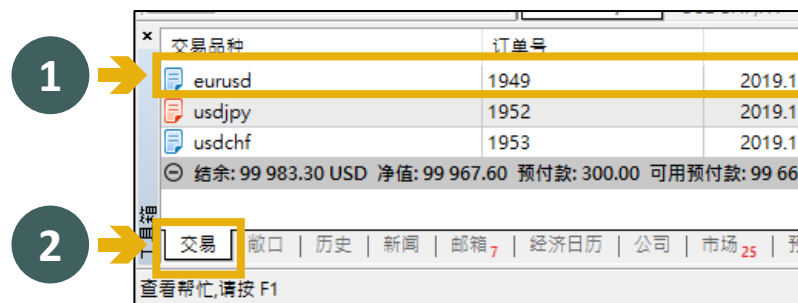 交易品种 订单号
1 eurusd 1949 2019.1
usdjpy 1952 2019.1
usdchf 1953 2019.1
结余: 99 983.30 USD 净值: 99 967.60 预付款: 300.00 可用预付款: 99 66
工具箱
2 交易 | 敞口 | 历史 | 新闻 | 邮箱 7 | 经济日历 | 公司 | 市场 25 |
查看帮忙,请按 F1